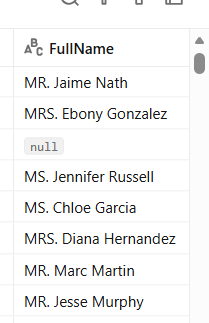 ABC FullName
MR. Jaime Nath
MRS. Ebony Gonzalez
null
MS. Jennifer Russell
MS. Chloe Garcia
MRS. Diana Hernandez
MR. Marc Martin
MR. Jesse Murphy